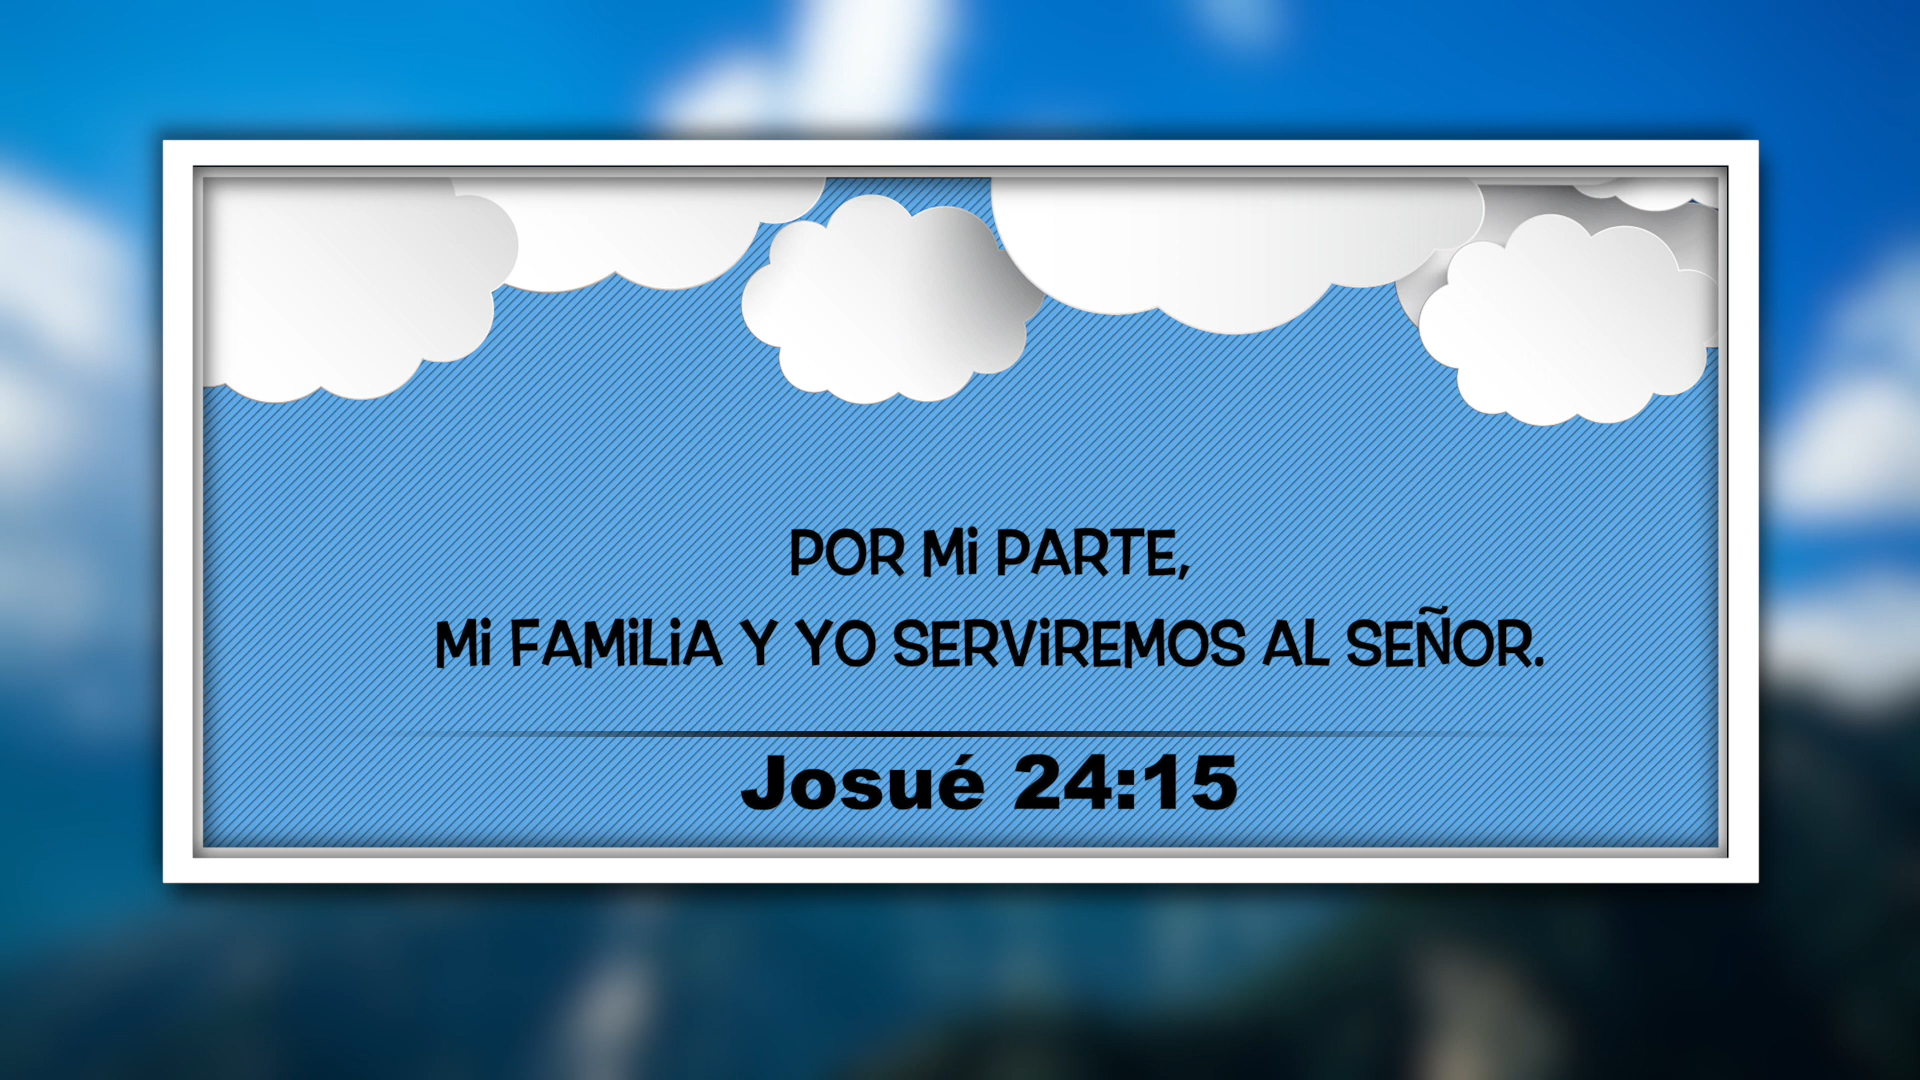 POR Mi PARTE,
Mi FAMiLiA Y YO SERViREMOS AL SEÑOR.
Josué 24:15